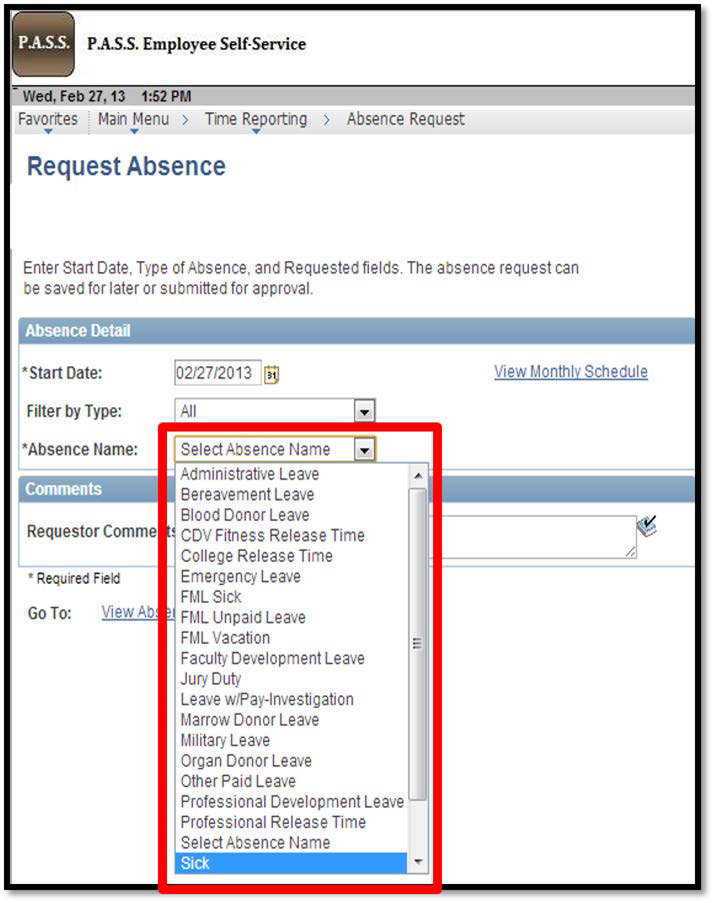 P.A.S.S.
P.A.S.S. Employee Self-Service
Wed, Feb 27, 13 1:52 PM
Favorites Main Menu > Time Reporting > Absence Request
Request Absence
Enter Start Date, Type of Absence, and Requested fields. The absence request can
be saved for later or submitted for approval.
Absence Detail
*Start Date: 02/27/2013 31 View Monthly Schedule
Filter by Type: All
*Absence Name: Select Absence Name
Administrative Leave
Bereavement Leave
Blood Donor Leave
CDV Fitness Release Time
College Release Time
Emergency Leave
FML Sick
FML Unpaid Leave
FML Vacation
Faculty Development Leave
Jury Duty
Leave w/Pay-Investigation
Marrow Donor Leave
Military Leave
Organ Donor Leave
Other Paid Leave
Professional Development Leave
Professional Release Time
Select Absence Name
Sick
Comments
Requestor Comments
* Required Field
Go To: View